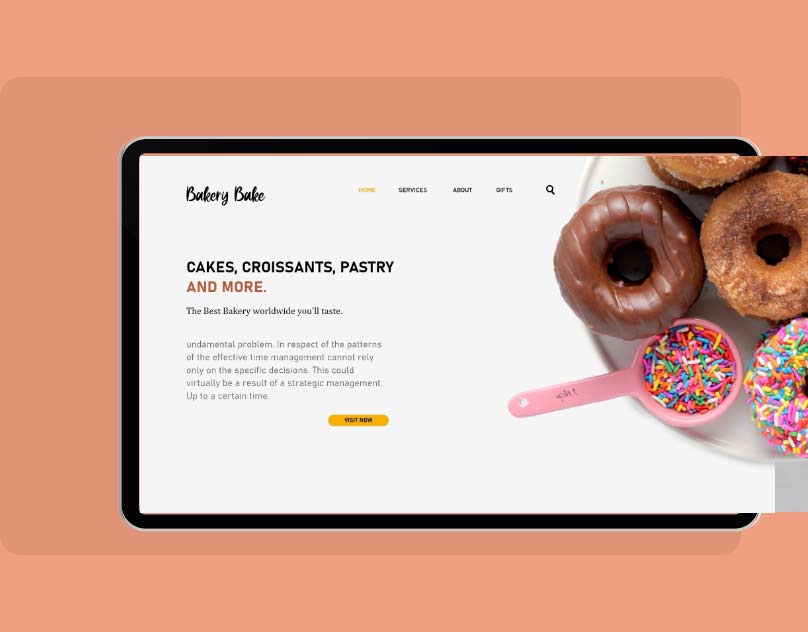 Bakery Bake
HOME SERVICES ABOUT GIFTS
CAKES, CROISSANTS, PASTRY
AND MORE.
The Best Bakery worldwide you'll taste.
undamental problem. In respect of the patterns
of the effective time management cannot rely
only on the specific decisions. This could
virtually be a result of a strategic management.
Up to a certain time.
VISIT NOW